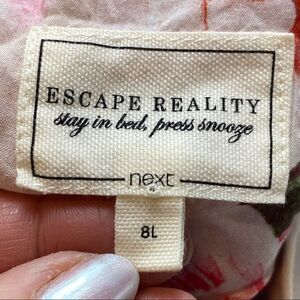 ESCAPE REALITY
stay in bed, press snooze
next
8L